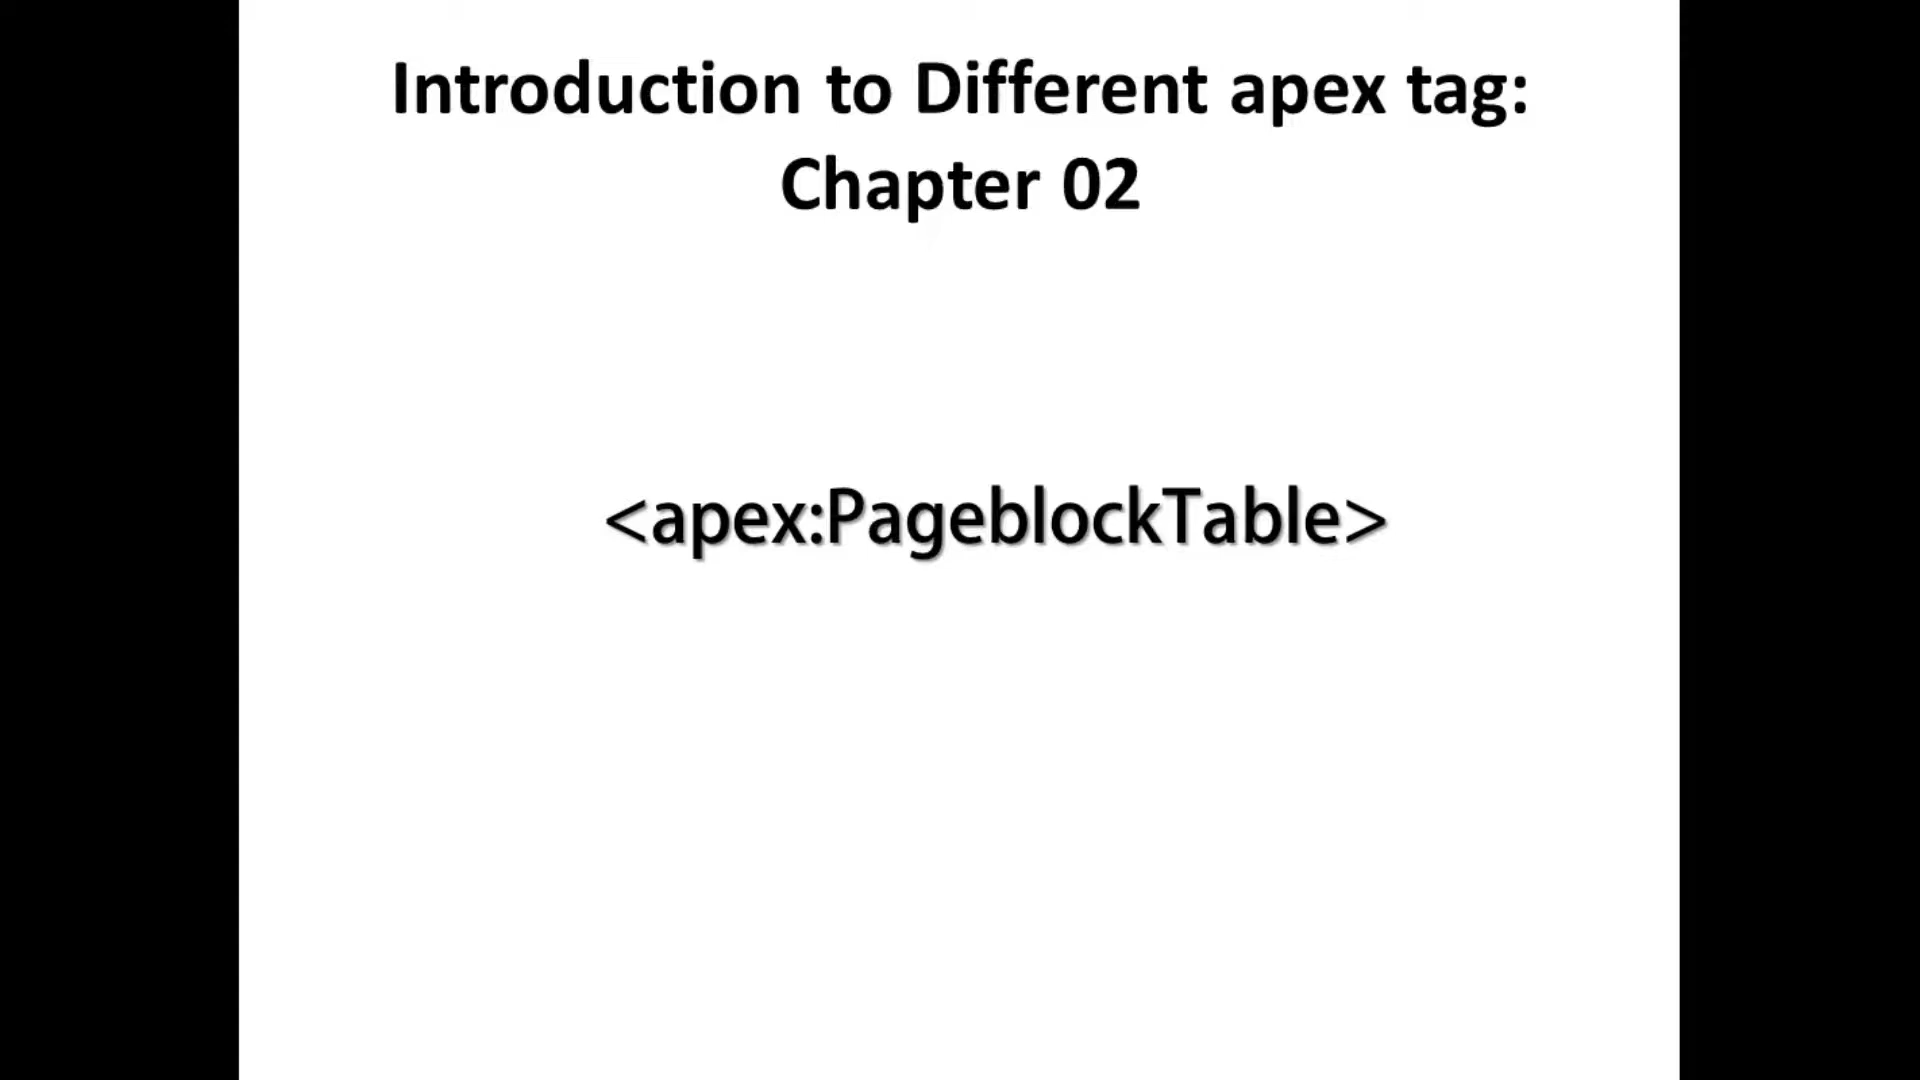 Introduction to Different apex tag:
Chapter 02
<apex:PageblockTable>